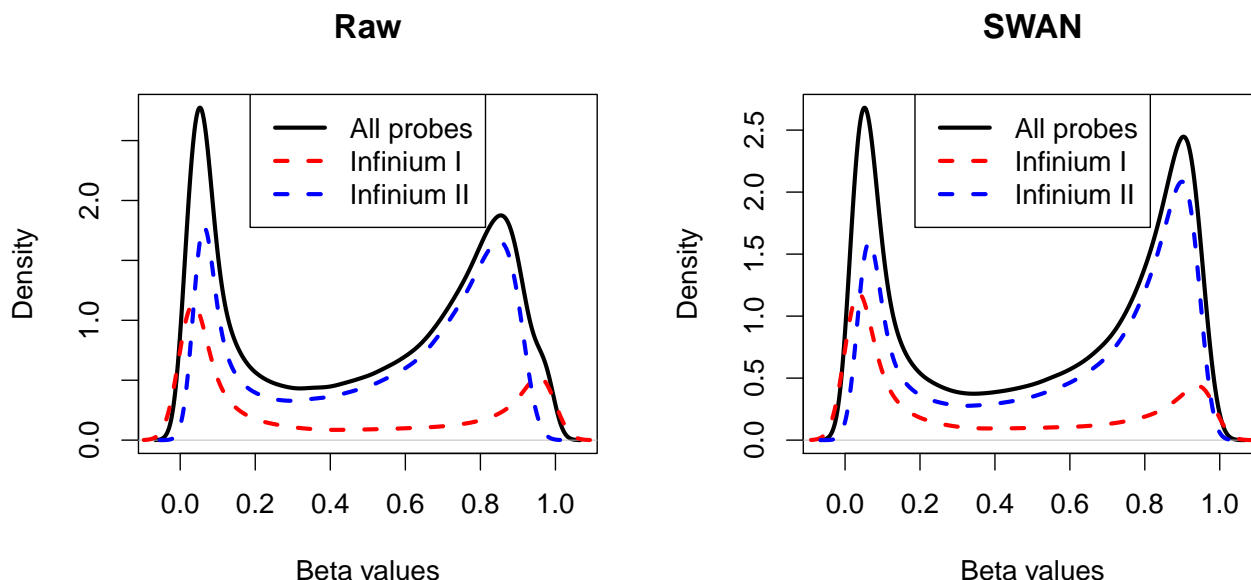 Raw
Density
0.0
1.0
2.0
All probes
Infinium I
Infinium II
0.0 0.2 0.4 0.6 0.8 1.0
Beta values
SWAN
Density
0.0
0.5
1.0
1.5
2.0
2.5
All probes
Infinium I
Infinium II
0.0 0.2 0.4 0.6 0.8 1.0
Beta values